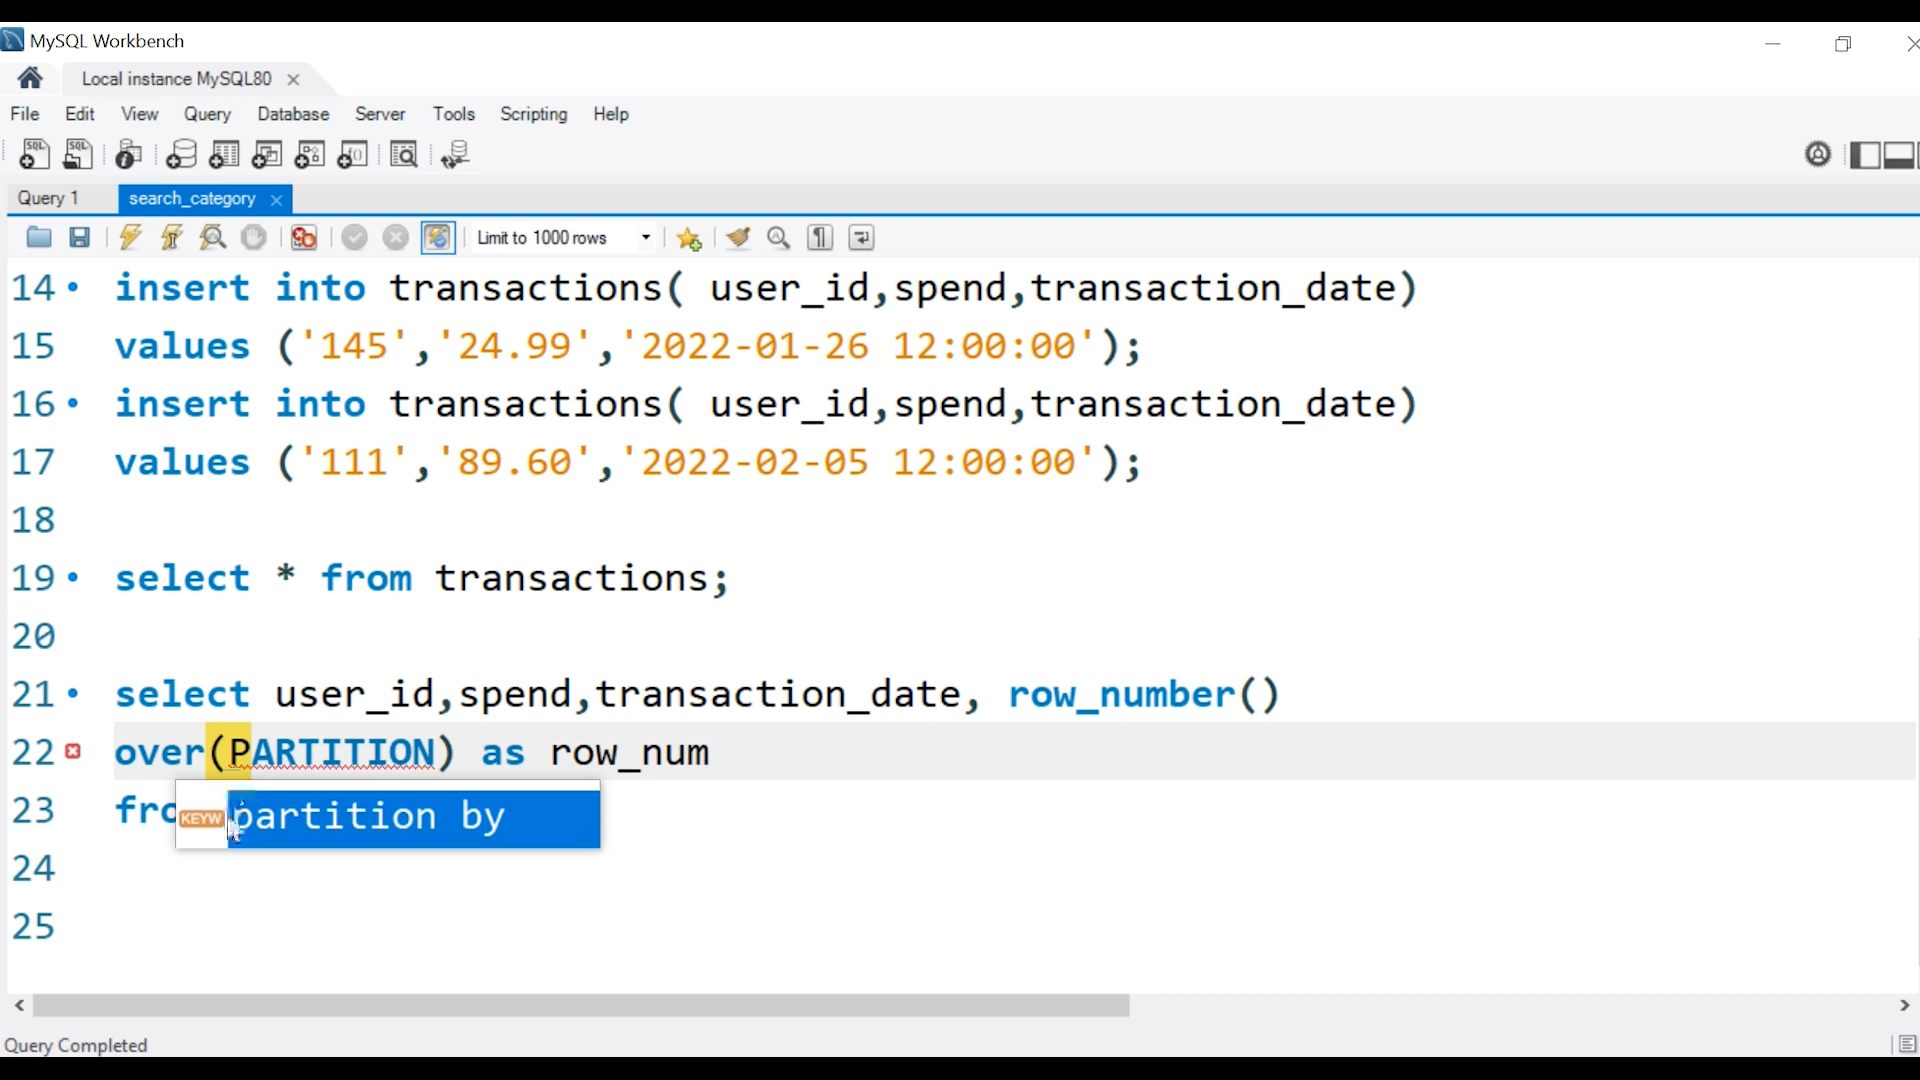 MySQL Workbench
Local instance MySQL80
File Edit View Query Database Server Tools Scripting Help
Query 1 search_category
Limit to 1000 rows
14 insert into transactions( user_id,spend,transaction_date)
15 values ('145','24.99','2022-01-26 12:00:00');
16 insert into transactions( user_id,spend,transaction_date)
17 values ('111','89.60','2022-02-05 12:00:00');
18
19 select * from transactions;
20
21 select user_id,spend,transaction_date, row_number()
22 over(PARTITION) as row_num
23 fro
KEYW partition by
24
25
Query Completed